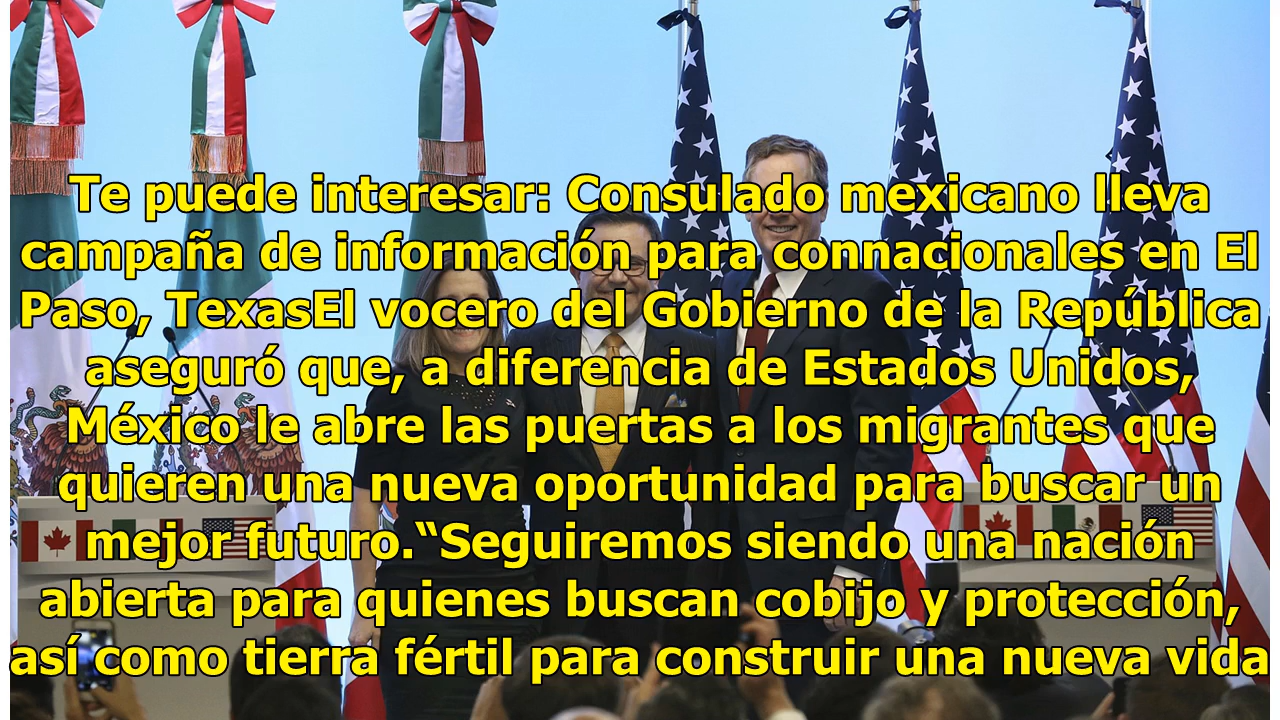 Te puede interesar: Consulado mexicano lleva
campaña de información para connacionales en El
Paso, TexasEl vocero del Gobierno de la República
aseguró que, a diferencia de Estados Unidos,
México le abre las puertas a los migrantes que
quieren una nueva oportunidad para buscar un
mejor futuro.“Seguiremos siendo una nación
abierta para quienes buscan cobijo y protección,
así como tierra fértil para construir una nueva vida